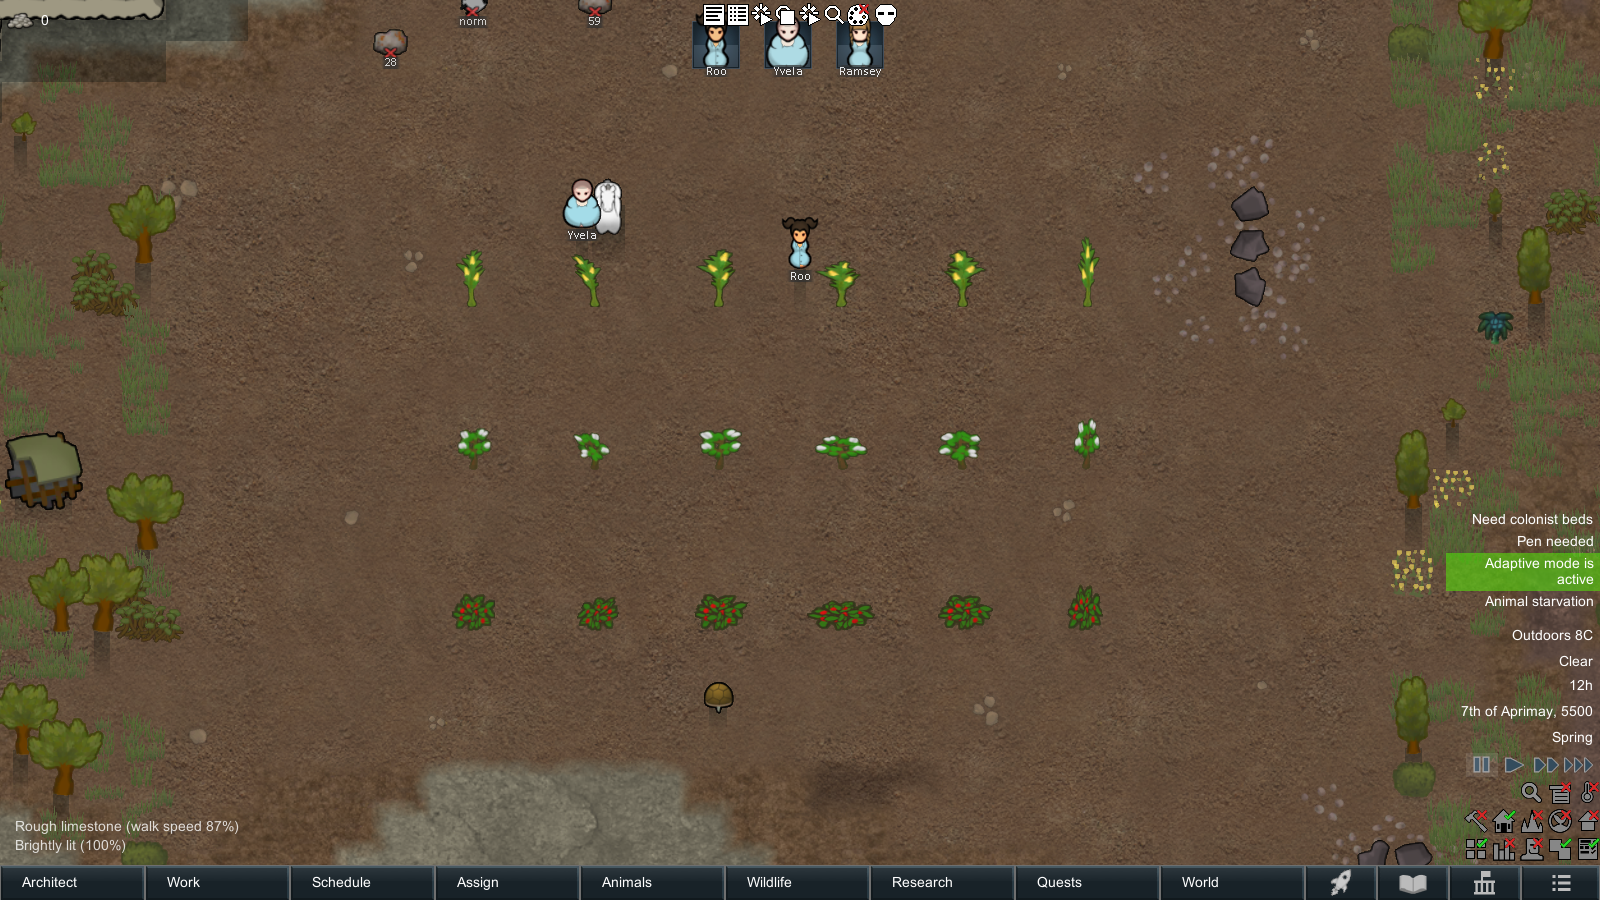 0
norm
59
28
Roo
Yvela
Ramsey
Yvela
Roo
Need colonist beds
Pen needed
Adaptive mode is
active
Animal starvation
Outdoors 8C
Clear
12h
7th of Aprimay, 5500
Spring
Rough limestone (walk speed 87%)
Brightly lit (100%)
Architect
Work
Schedule
Assign
Animals
Wildlife
Research
Quests
World